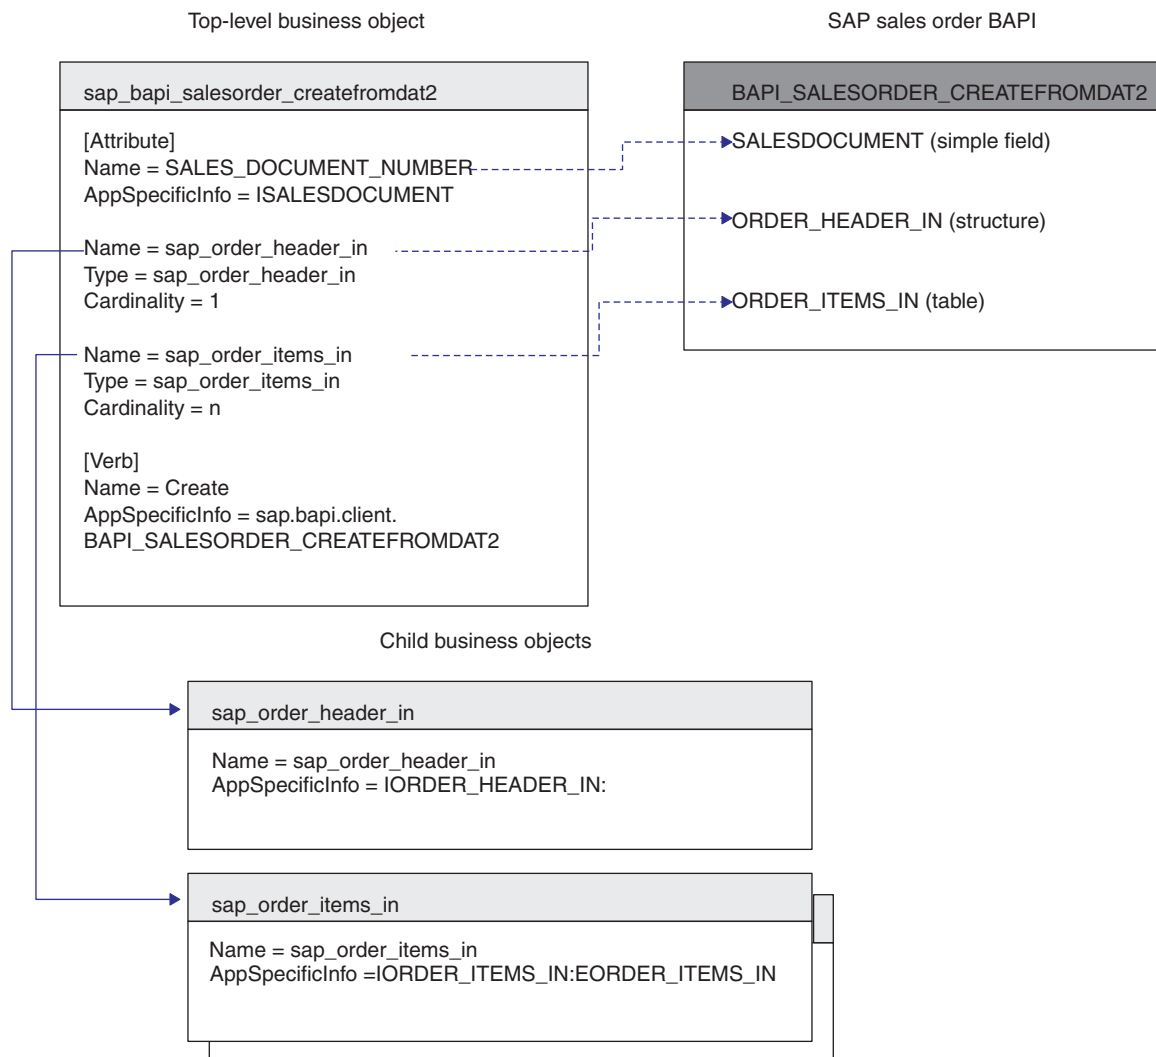 Top-level business object
SAP sales order BAPI
sap_bapi_salesorder_createfromdat2
BAPI_SALESORDER_CREATEFROMDAT2
[Attribute]
Name = SALES_DOCUMENT_NUMBER
AppSpecificInfo = ISALESDOCUMENT
SALESDOCUMENT (simple field)
Name = sap_order_header_in
Type = sap_order_header_in
Cardinality = 1
ORDER_HEADER_IN (structure)
Name = sap_order_items_in
Type = sap_order_items_in
Cardinality = n
ORDER_ITEMS_IN (table)
[Verb]
Name = Create
AppSpecificInfo = sap.bapi.client.
BAPI_SALESORDER_CREATEFROMDAT2
Child business objects
sap_order_header_in
Name = sap_order_header_in
AppSpecificInfo = IORDER_HEADER_IN:
sap_order_items_in
Name = sap_order_items_in
AppSpecificInfo =IORDER_ITEMS_IN:EORDER_ITEMS_IN